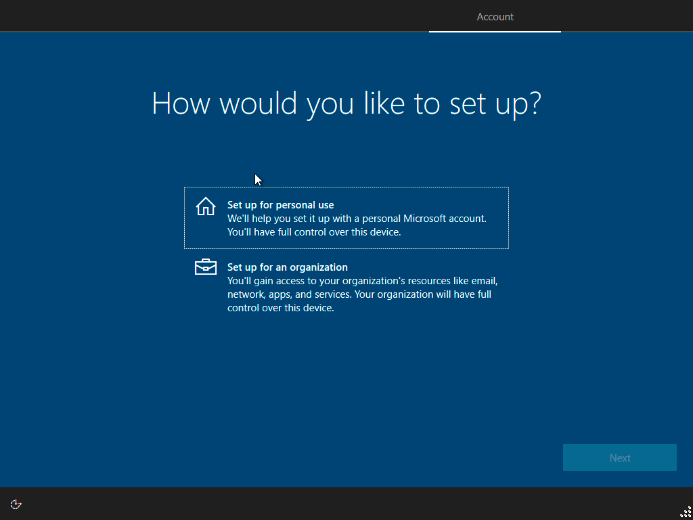 Account
How would you like to set up?
Set up for personal use
We'll help you set it up with a personal Microsoft account.
You'll have full control over this device.
Set up for an organization
You'll gain access to your organization's resources like email,
network, apps, and services. Your organization will have full
control over this device.
Next